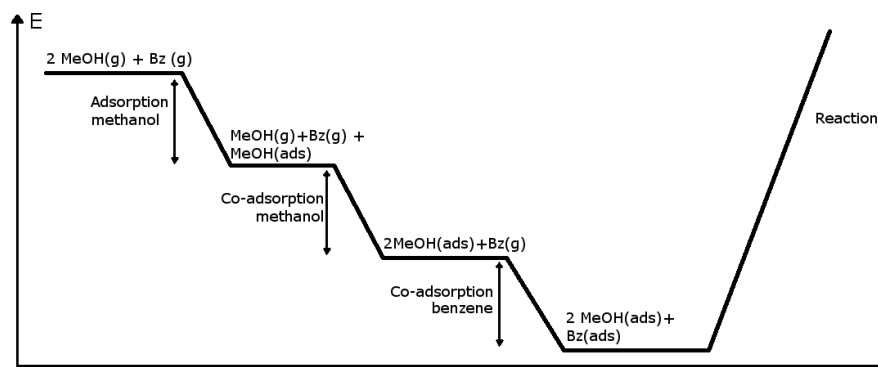 E
2 MeOH(g) + Bz (g)
Adsorption
methanol
MeOH(g)+Bz(g) +
MeOH(ads)
Reaction
Co-adsorption
methanol
2MeOH(ads)+Bz(g)
Co-adsorption
benzene
2 MeOH(ads)+
Bz(ads)